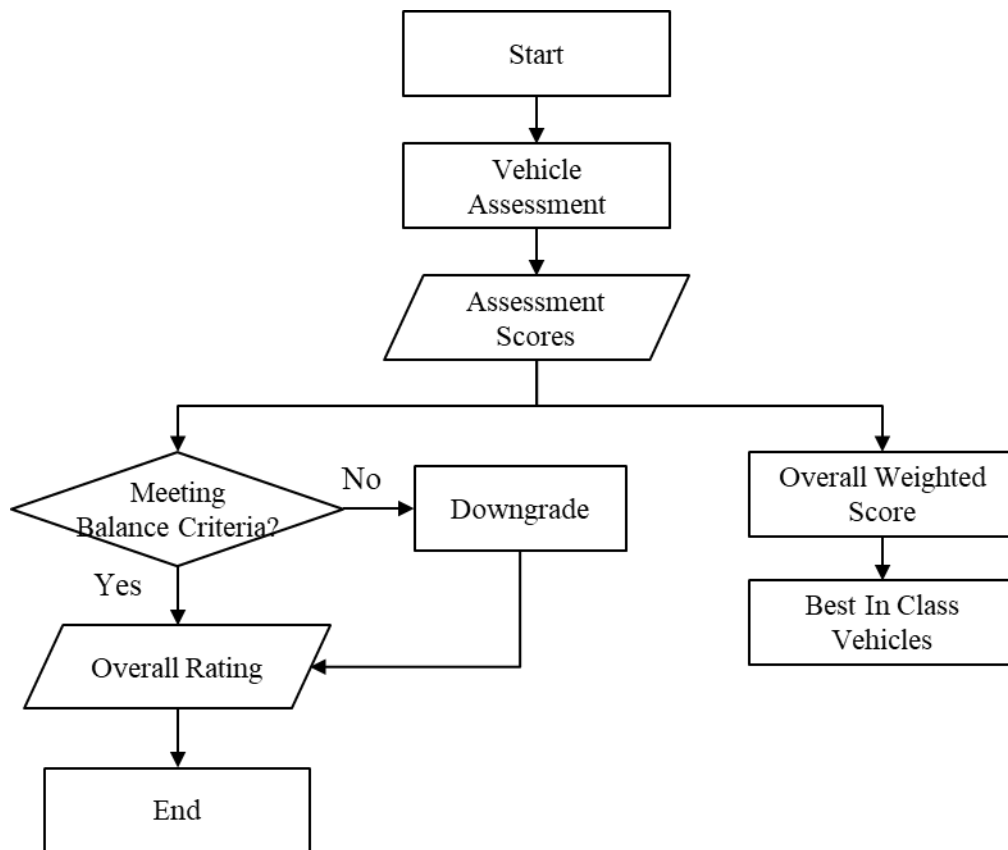 Start
Vehicle
Assessment
Assessment
Scores
Meeting
Balance Criteria?
No
Downgrade
Overall Weighted
Score
Yes
Best In Class
Vehicles
Overall Rating
End